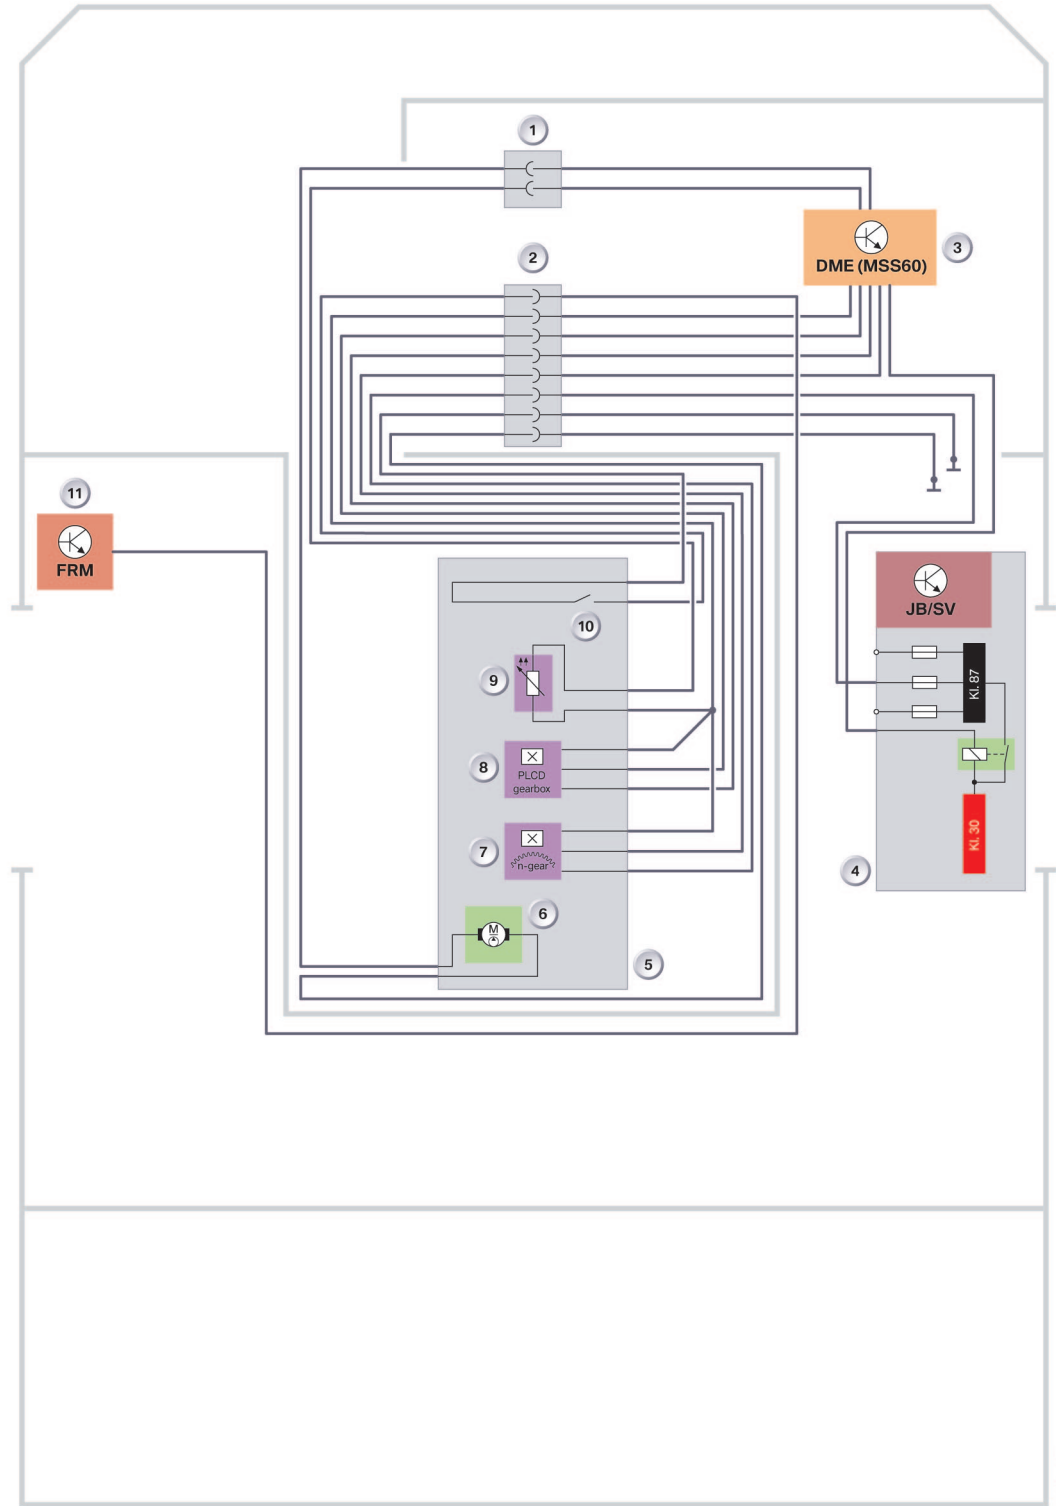 1
DME (MSS60)
3
2
11
FRM
JB/SV
10
9
Kl. 87
8
PLCD
gearbox
7
n-gear
Kl. 30
4
6
M
5